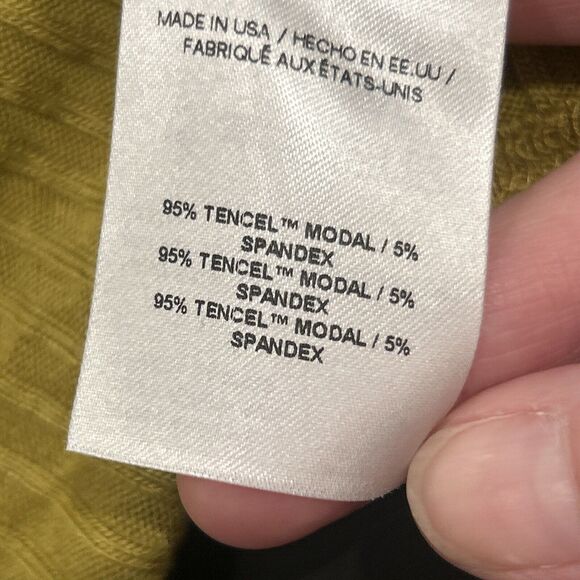 MADE IN USA / HECHO EN EE.UU /
FABRIQUÉ AUX ÉTATS-UNIS
95% TENCEL™ MODAL / 5%
SPANDEX
95% TENCEL™ MODAL / 5%
SPANDEX
95% TENCEL™ MODAL / 5%
SPANDEX